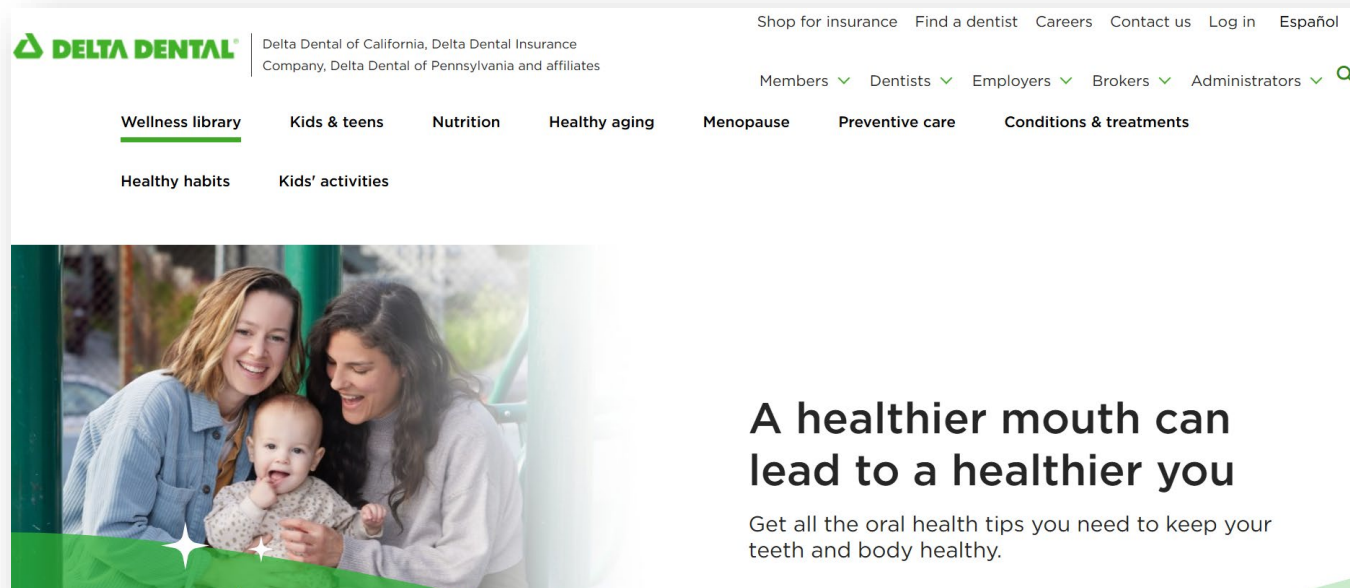 Shop for insurance Find a dentist Careers Contact us Log in Español
DELTA DENTAL®
Delta Dental of California, Delta Dental Insurance
Company, Delta Dental of Pennsylvania and affiliates
Members Dentists Employers Brokers Administrators
Wellness library Kids & teens Nutrition Healthy aging Menopause Preventive care Conditions & treatments
Healthy habits Kids' activities
A healthier mouth can
lead to a healthier you
Get all the oral health tips you need to keep your
teeth and body healthy.